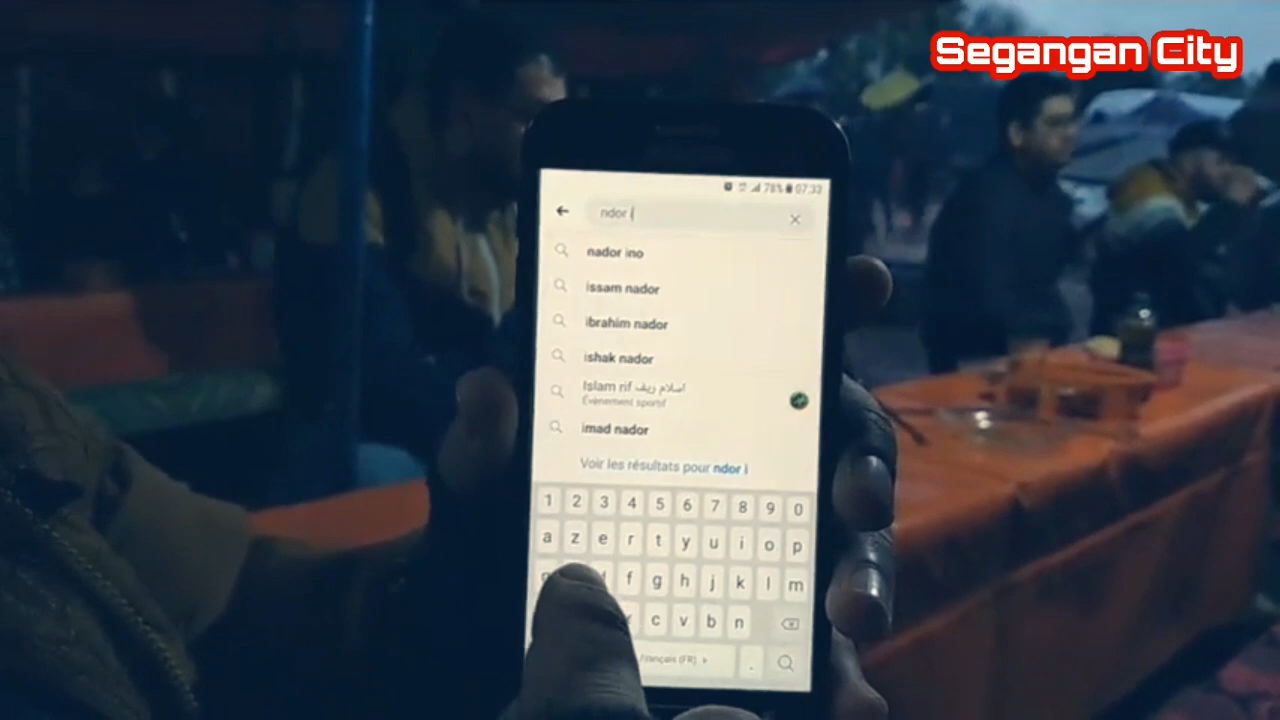 Segangan City
78% 07:33
ndor i
nador ino
issam nador
ibrahim nador
ishak nador
Islam rif اسلام ريف
Événement sportif
imad nador
Voir les résultats pour ndor i
1 2 3 4 5 6 7 8 9 0
a z e r t y u i o p
f g h j k l m
c v b n
Français (FR)
.